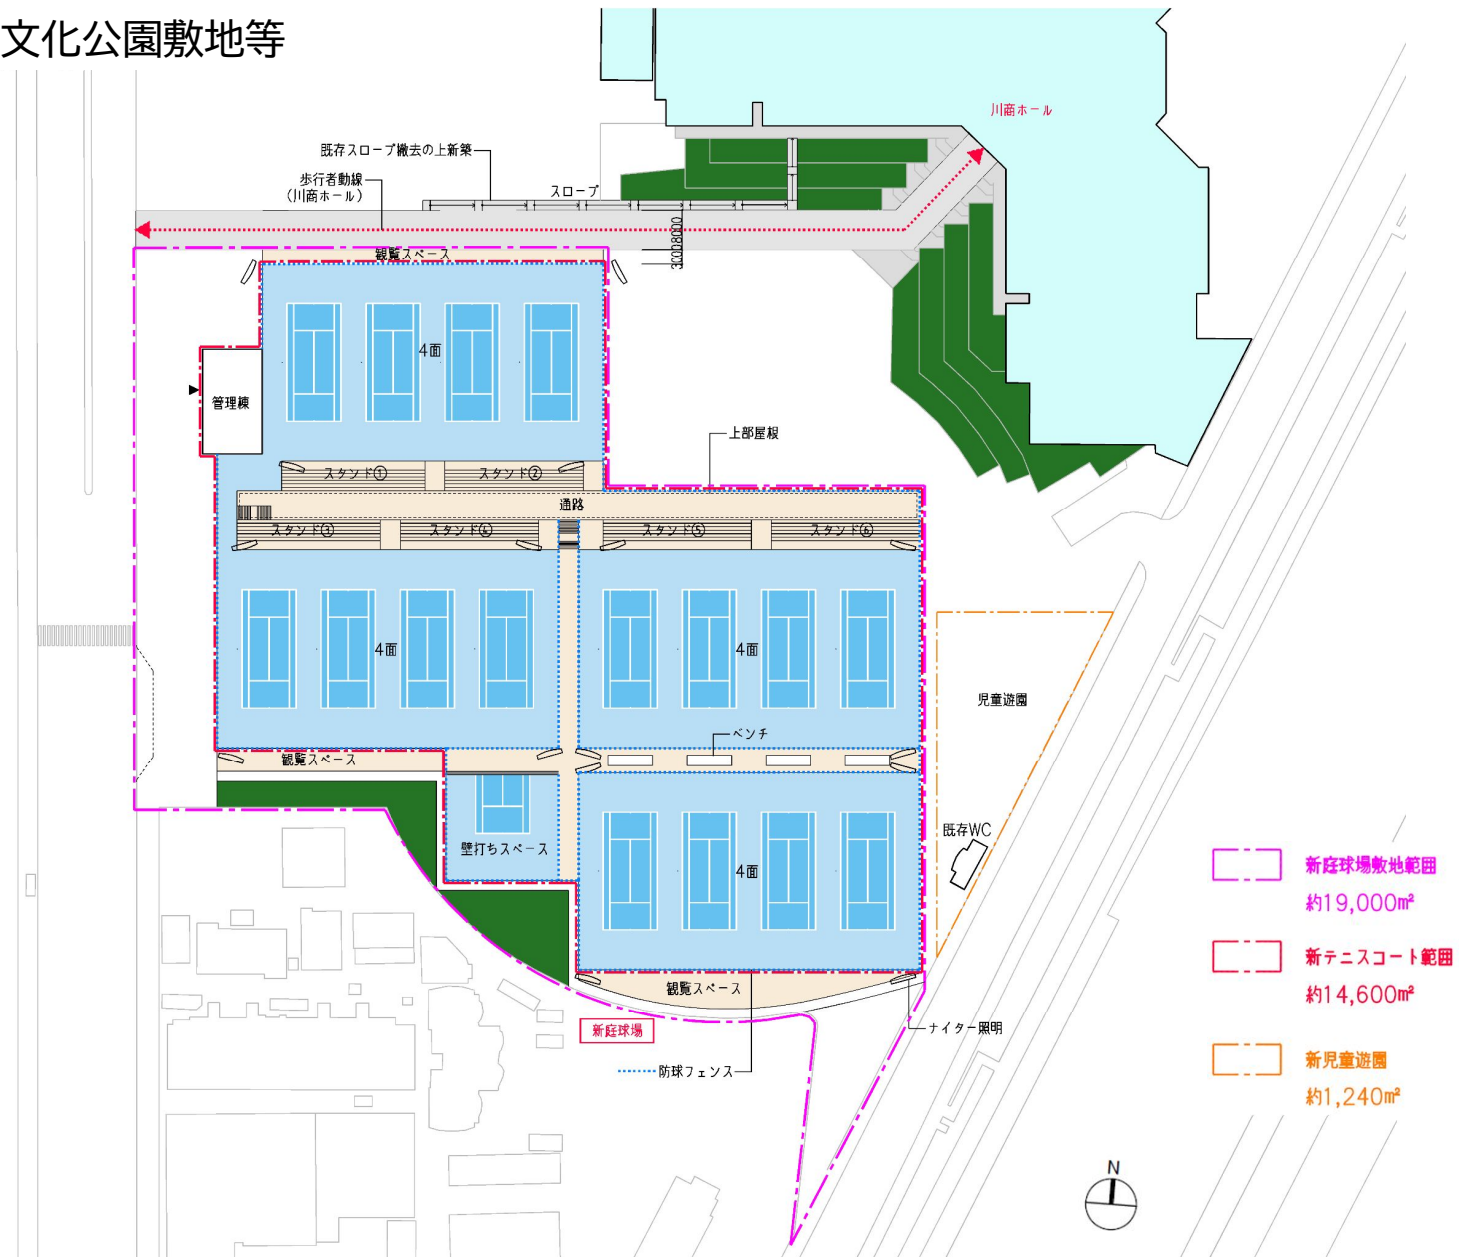 文化公園敷地等
川商ホール
既存スロープ撤去の上新築
歩行者動線
(川商ホール)
スロープ
8000
3000
観覧スペース
4面
管理棟
上部屋根
スタンド①
スタンド②
通路
スタンド③
スタンド④
スタンド⑤
スタンド⑥
4面
4面
児童遊園
ベンチ
観覧スペース
既存WC
壁打ちスペース
4面
観覧スペース
新庭球場
ナイター照明
防球フェンス
新庭球場敷地範囲
約19,000㎡
新テニスコート範囲
約14,600㎡
新児童遊園
約1,240㎡
N